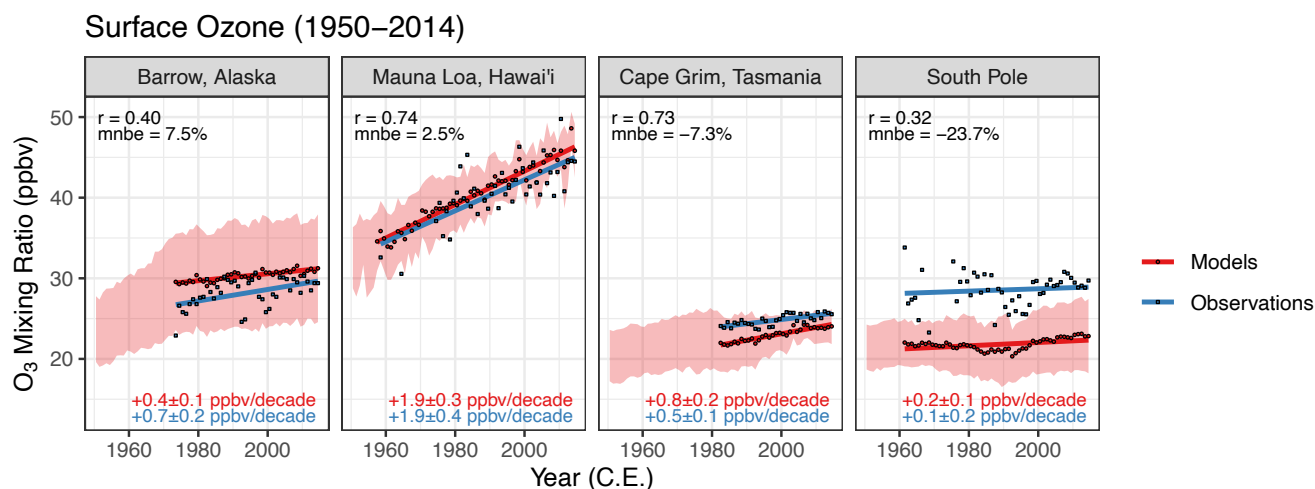 Surface Ozone (1950−2014)
Barrow, Alaska
Mauna Loa, Hawai'i
Cape Grim, Tasmania
South Pole
O3 Mixing Ratio (ppbv)
50
40
30
20
r = 0.40
mnbe = 7.5%
+0.4±0.1 ppbv/decade
+0.7±0.2 ppbv/decade
r = 0.74
mnbe = 2.5%
+1.9±0.3 ppbv/decade
+1.9±0.4 ppbv/decade
r = 0.73
mnbe = −7.3%
+0.8±0.2 ppbv/decade
+0.5±0.1 ppbv/decade
r = 0.32
mnbe = −23.7%
+0.2±0.1 ppbv/decade
+0.1±0.2 ppbv/decade
Models
Observations
1960 1980 2000
1960 1980 2000
1960 1980 2000
1960 1980 2000
Year (C.E.)